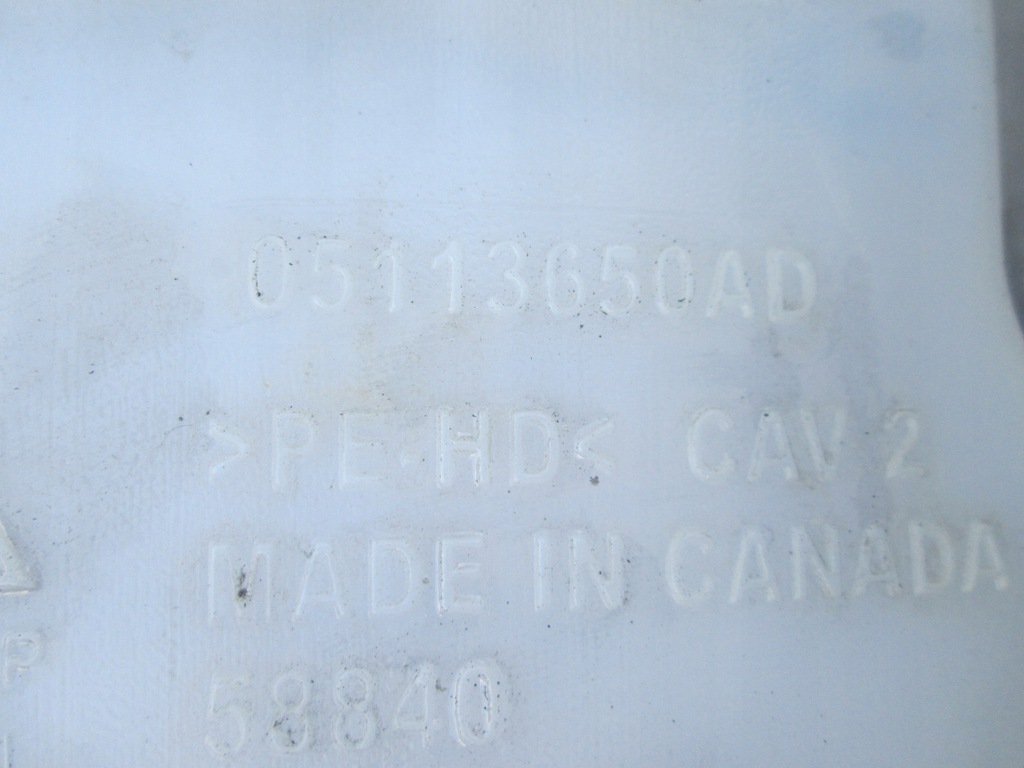 05113650AD
>PE-HD< CAV 2
MADE IN CANADA
P
58840